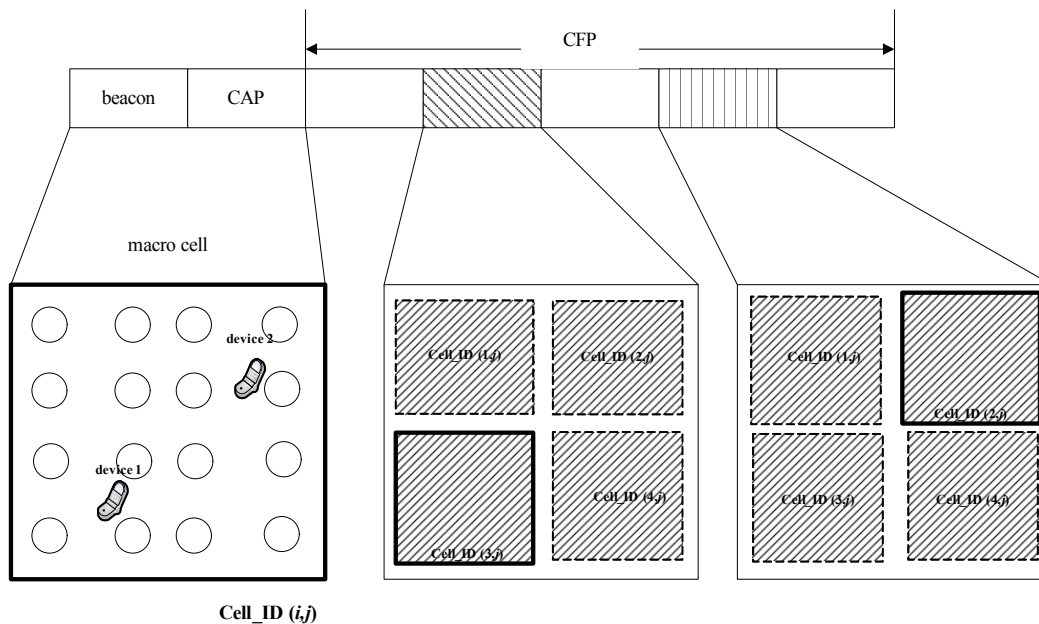 CFP
beacon
CAP
macro cell
device 2
device 1
Cell_ID (1,j)
Cell_ID (2,j)
Cell_ID (3,j)
Cell_ID (4,j)
Cell_ID (1,j)
Cell_ID (2,j)
Cell_ID (3,j)
Cell_ID (4,j)
Cell_ID (i,j)